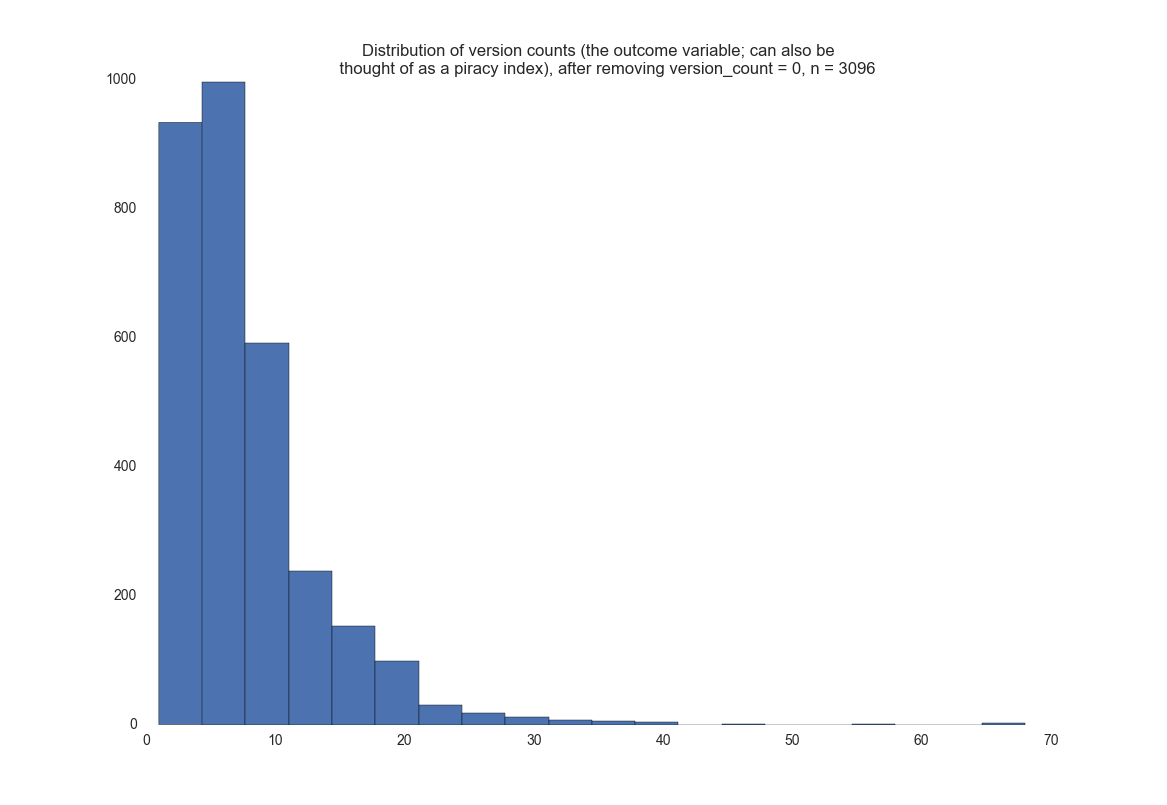 Distribution of version counts (the outcome variable; can also be
thought of as a piracy index), after removing version_count = 0, n = 3096
1000
800
600
400
200
0
0 10 20 30 40 50 60 70